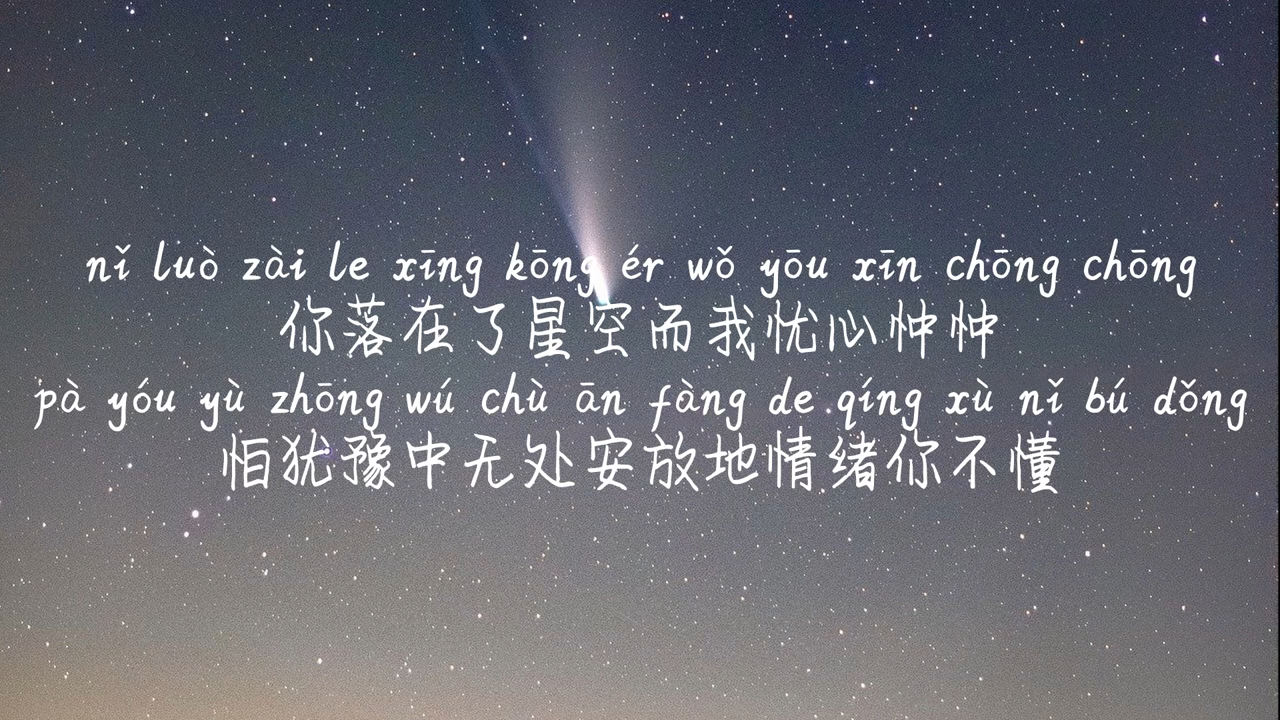 nǐ luò zài le xīng kōng ér wǒ yōu xīn chōng chōng
你落在了星空而我忧心忡忡
pà yóu yù zhōng wú chù ān fàng de qíng xù nǐ bú dǒng
怕犹豫中无处安放地情绪你不懂